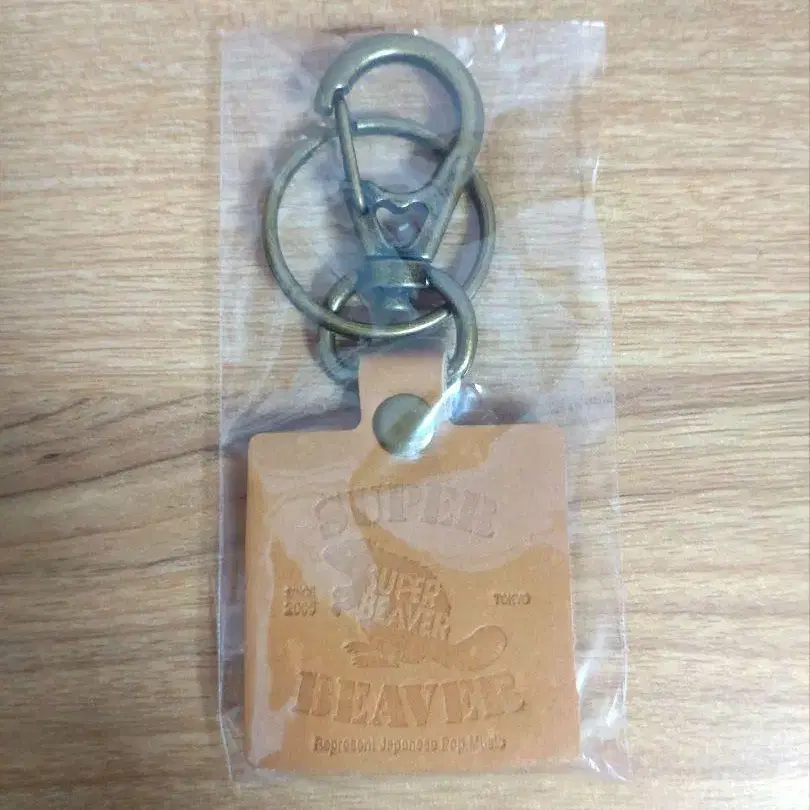 SUPER
SUPER
BEAVER
SINCE
2005
TOKYO
BEAVER
Represent Japanese Pop Music